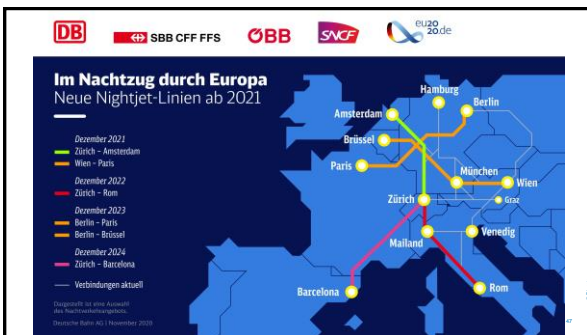 DB
SBB CFF FFS
ÖBB
SNCF
eu20
20.de
Im Nachtzug durch Europa
Neue Nightjet-Linien ab 2021
Dezember 2021
Zürich – Amsterdam
Wien – Paris
Dezember 2022
Zürich – Rom
Dezember 2023
Berlin – Paris
Berlin – Brüssel
Dezember 2024
Zürich – Barcelona
Verbindungen aktuell
Dargestellt ist eine Auswahl
des Nachtverkehrsangebots.
Deutsche Bahn AG | November 2020
Hamburg
Berlin
Amsterdam
Brüssel
Paris
München
Wien
Zürich
Graz
Mailand
Venedig
Barcelona
Rom
47